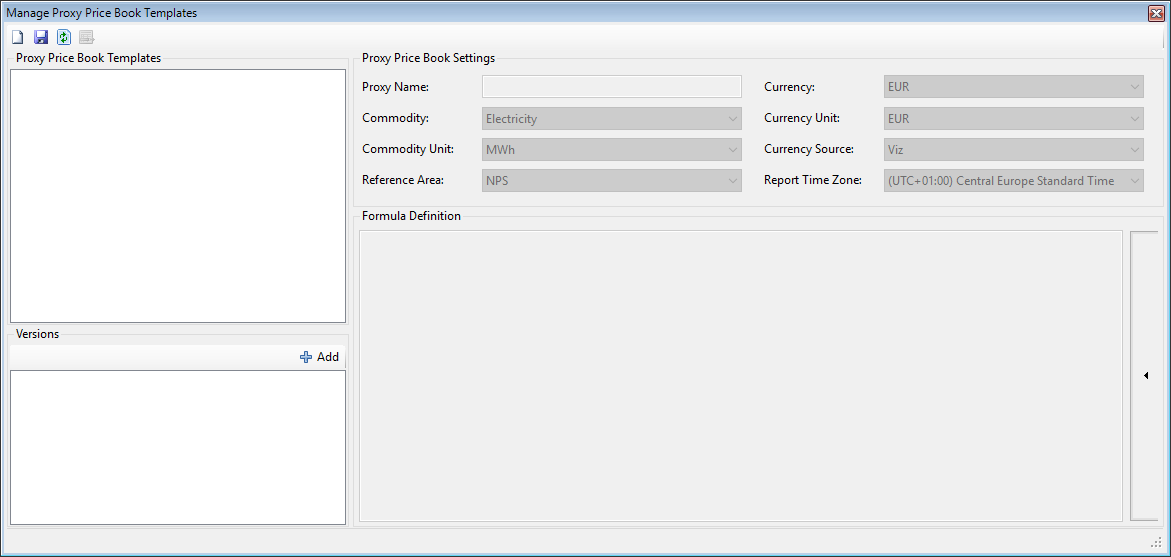 Manage Proxy Price Book Templates
Proxy Price Book Templates
Versions
Add
Proxy Price Book Settings
Proxy Name:
Commodity: Electricity
Commodity Unit: MWh
Reference Area: NPS
Currency: EUR
Currency Unit: EUR
Currency Source: Viz
Report Time Zone: (UTC+01:00) Central Europe Standard Time
Formula Definition